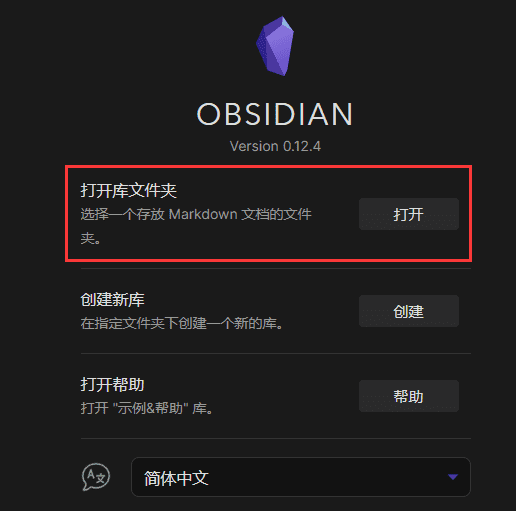 OBSIDIAN
Version 0.12.4
打开库文件夹
选择一个存放 Markdown 文档的文件
夹。
打开
创建新库
在指定文件夹下创建一个新的库。
创建
打开帮助
打开 "示例&帮助" 库。
帮助
A文
简体中文